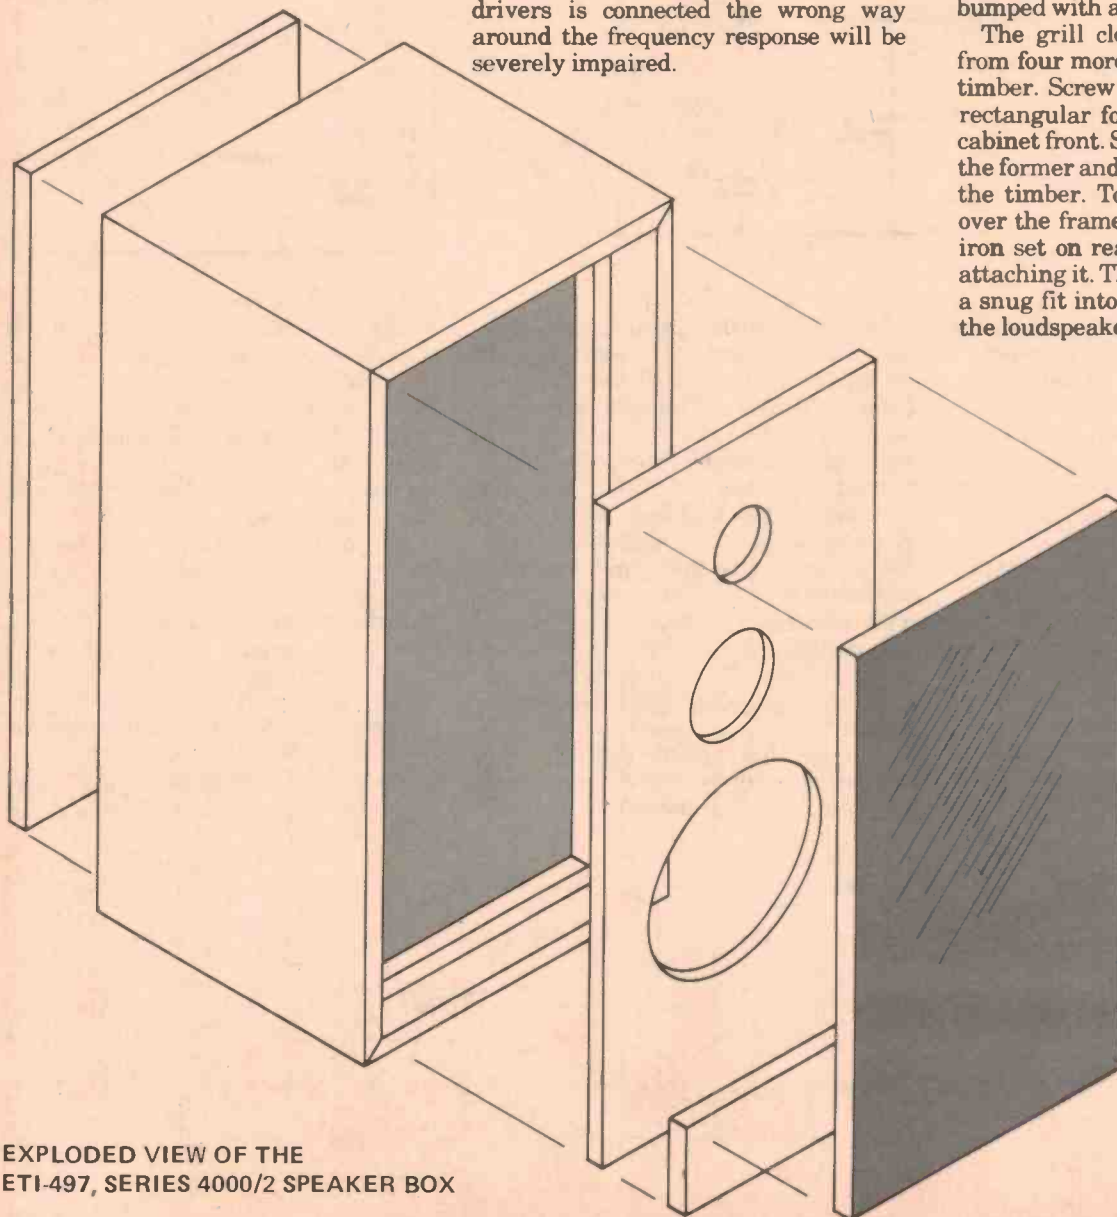 drivers is connected the wrong way
around the frequency response will be
severely impaired.
bumped with a
The grill clo
from four more
timber. Screw
rectangular fo
cabinet front. S
the former and
the timber. To
over the frame
iron set on rea
attaching it. T
a snug fit into
the loudspeake
EXPLODED VIEW OF THE
ETI-497, SERIES 4000/2 SPEAKER BOX